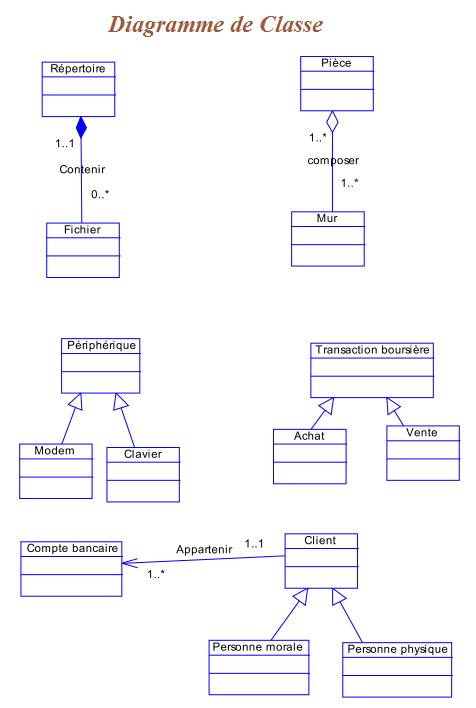 Diagramme de Classe
Répertoire
Pièce
1..1
1..*
Contenir
composer
0..*
1..*
Fichier
Mur
Périphérique
Transaction boursière
Modem
Clavier
Achat
Vente
Compte bancaire
Appartenir
1..1
Client
1..*
Personne morale
Personne physique